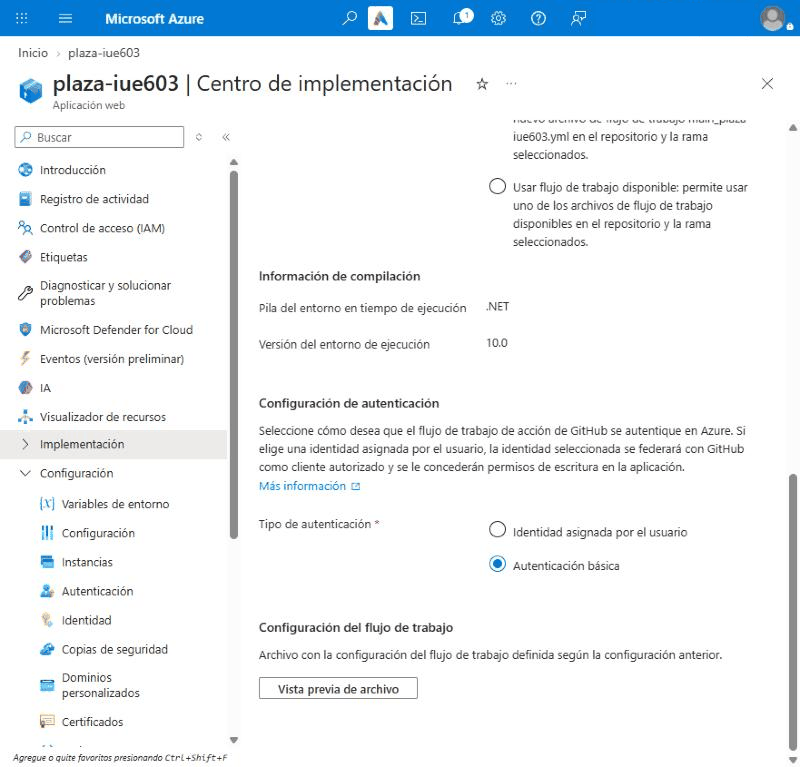 Microsoft Azure
1
Inicio > plaza-iue603
plaza-iue603 | Centro de implementación
Aplicación web
Buscar
Introducción
Registro de actividad
Control de acceso (IAM)
Etiquetas
Diagnosticar y solucionar
problemas
Microsoft Defender for Cloud
Eventos (versión preliminar)
IA
Visualizador de recursos
Implementación
Configuración
Variables de entorno
Configuración
Instancias
Autenticación
Identidad
Copias de seguridad
Dominios
personalizados
Certificados
Agregue o quite favoritos presionando Ctrl+Shift+F
nuevo archivo de flujo de trabajo main_plaza
iue603.yml en el repositorio y la rama
seleccionados.
Usar flujo de trabajo disponible: permite usar
uno de los archivos de flujo de trabajo
disponibles en el repositorio y la rama
seleccionados.
Información de compilación
Pila del entorno en tiempo de ejecución .NET
Versión del entorno de ejecución 10.0
Configuración de autenticación
Seleccione cómo desea que el flujo de trabajo de acción de GitHub se autentique en Azure. Si
elige una identidad asignada por el usuario, la identidad seleccionada se federará con GitHub
como cliente autorizado y se le concederán permisos de escritura en la aplicación.
Más información
Tipo de autenticación *
Identidad asignada por el usuario
Autenticación básica
Configuración del flujo de trabajo
Archivo con la configuración del flujo de trabajo definida según la configuración anterior.
Vista previa de archivo